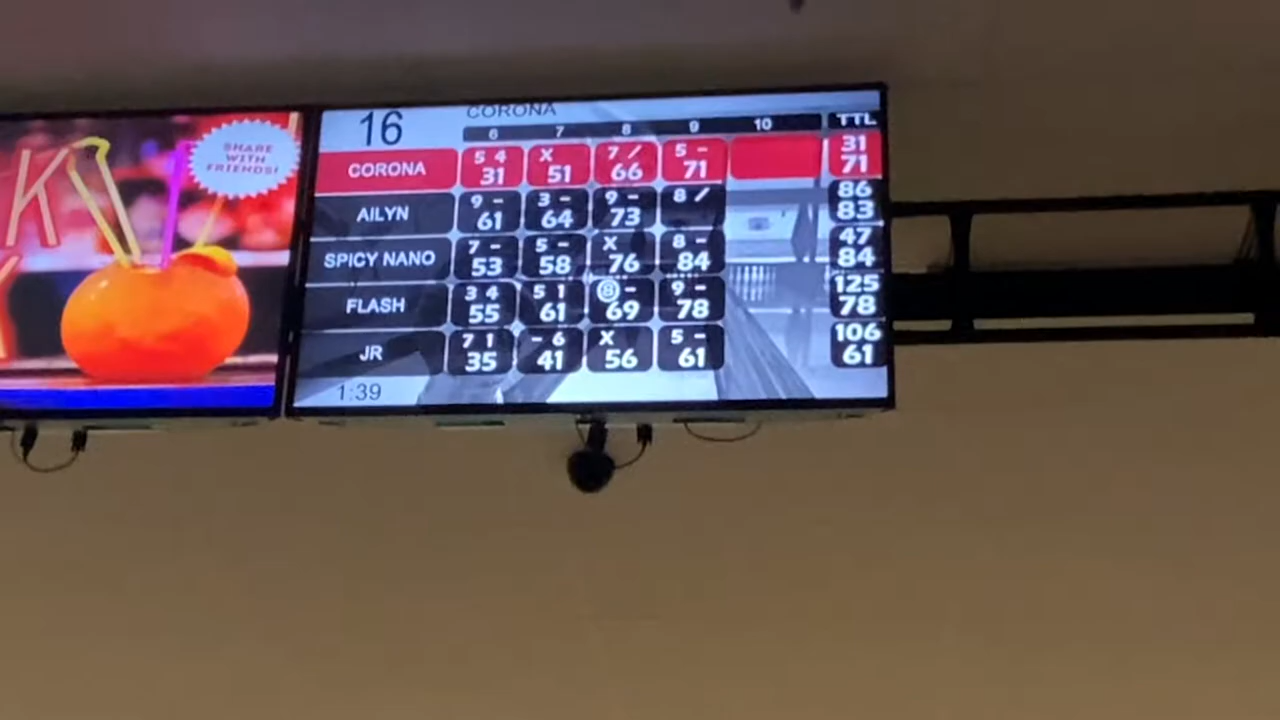 K
SHARE
WITH
FRIENDS!
16 CORONA
6 7 8 9 10 TTL
CORONA 5 4 X 7 / 5 - 31
31 51 66 71 71
AILYN 9 - 3 - 9 - 8 / 86
61 64 73 83
SPICY NANO 7 - 5 - X 8 - 47
53 58 76 84 84
FLASH 3 4 5 1 8 - 9 - 125
55 61 69 78 78
JR 7 1 - 6 X 5 - 106
35 41 56 61 61
1:39